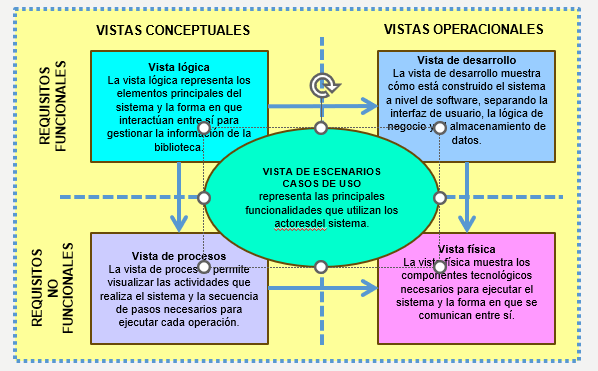 VISTAS CONCEPTUALES
VISTAS OPERACIONALES
REQUISITOS
FUNCIONALES
Vista lógica
La vista lógica representa los
elementos principales del
sistema y la forma en que
interactúan entre sí para
gestionar la información de la
biblioteca.
Vista de desarrollo
La vista de desarrollo muestra
cómo está construido el sistema
a nivel de software, separando la
interfaz de usuario, la lógica de
negocio y el almacenamiento de
datos.
VISTA DE ESCENARIOS
CASOS DE USO
representa las principales
funcionalidades que utilizan los
actoresdel sistema.
REQUISITOS
NO
FUNCIONALES
Vista de procesos
La vista de procesos permite
visualizar las actividades que
realiza el sistema y la secuencia
de pasos necesarios para
ejecutar cada operación.
Vista física
La vista física muestra los
componentes tecnológicos
necesarios para ejecutar el
sistema y la forma en que se
comunican entre sí.